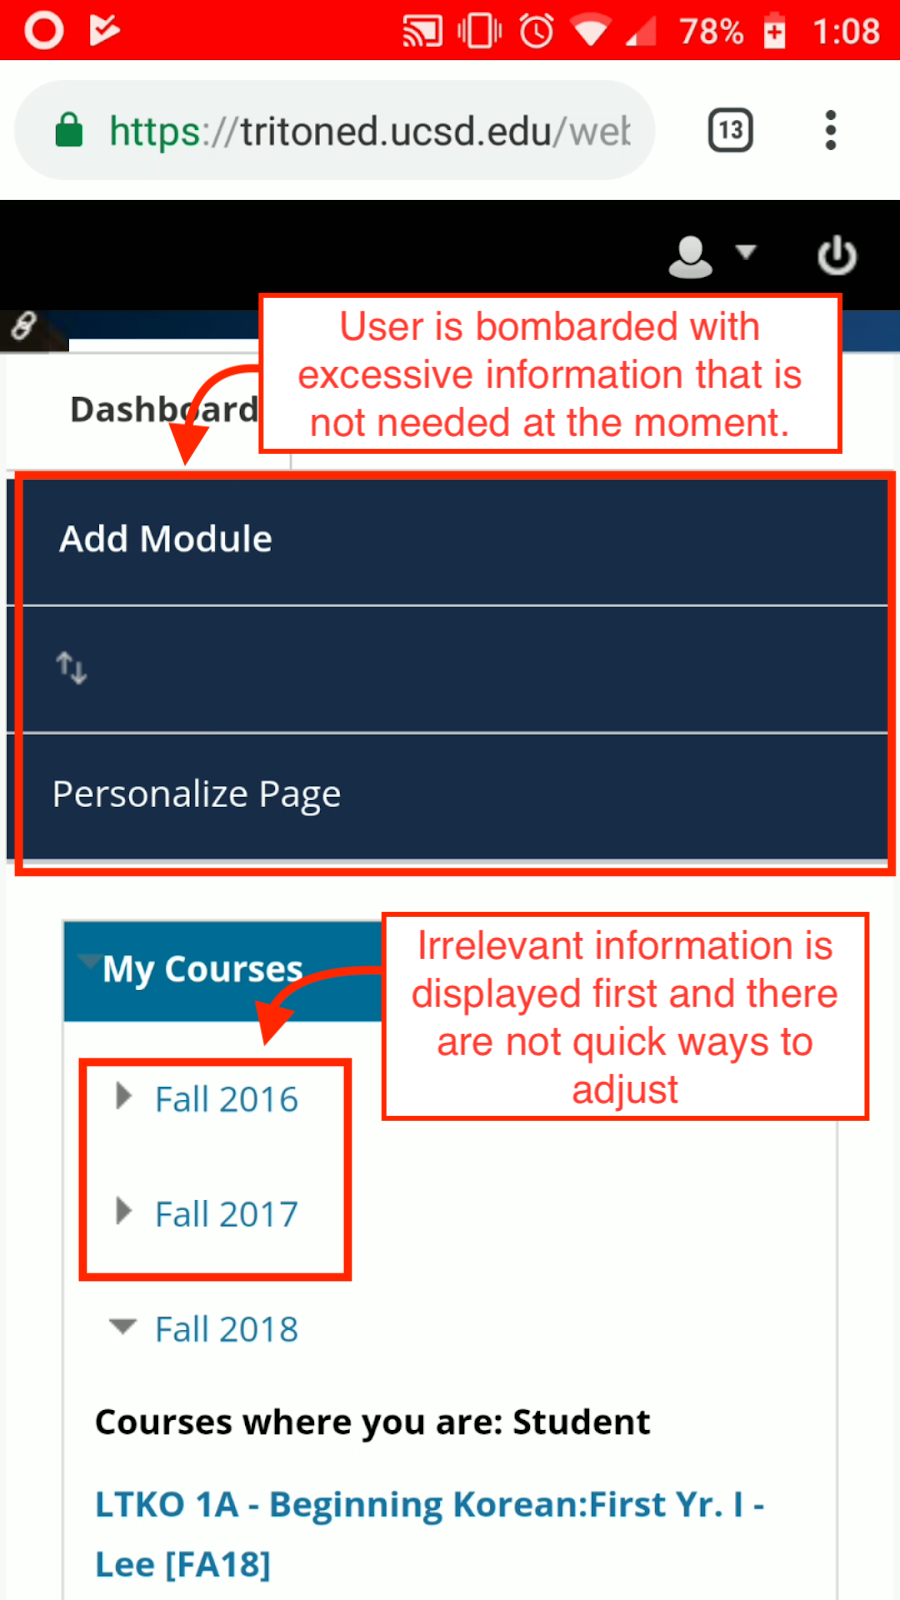 78% 1:08
https://tritoned.ucsd.edu/web
13
User is bombarded with
excessive information that is
not needed at the moment.
Dashboard
Add Module
Personalize Page
Irrelevant information is
displayed first and there
are not quick ways to
adjust
My Courses
Fall 2016
Fall 2017
Fall 2018
Courses where you are: Student
LTKO 1A - Beginning Korean:First Yr. I -
Lee [FA18]